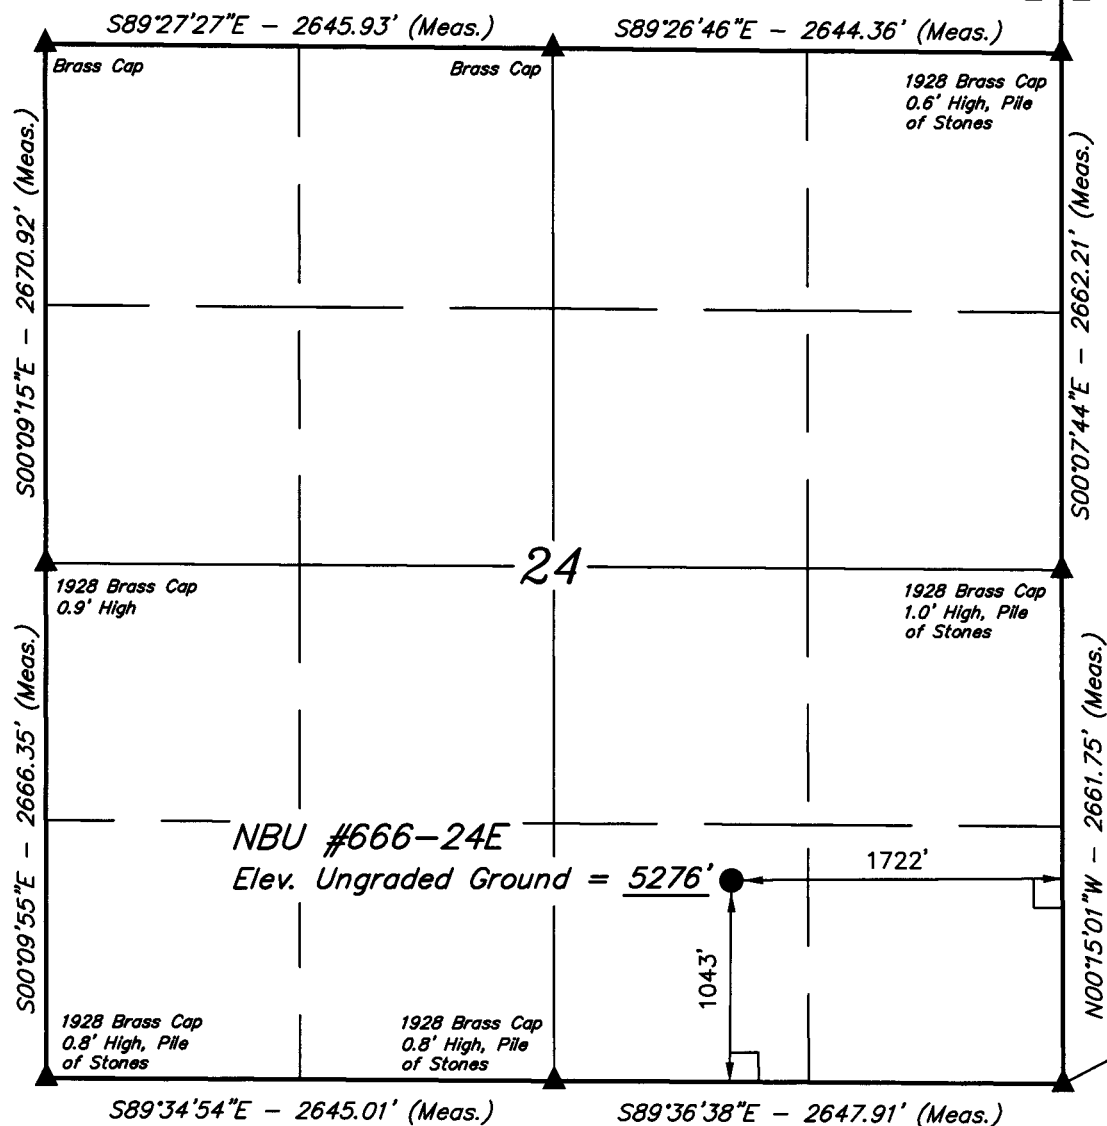 S89°27'27"E - 2645.93' (Meas.)
S89°26'46"E - 2644.36' (Meas.)
Brass Cap
Brass Cap
1928 Brass Cap
0.6' High, Pile
of Stones
S00°09'15"E - 2670.92' (Meas.)
S00°07'44"E - 2662.21' (Meas.)
24
1928 Brass Cap
0.9' High
1928 Brass Cap
1.0' High, Pile
of Stones
S00°09'55"E - 2666.35' (Meas.)
N00°15'01"W - 2661.75' (Meas.)
NBU #666-24E
Elev. Ungraded Ground = 5276'
1722'
1043'
1928 Brass Cap
0.8' High, Pile
of Stones
1928 Brass Cap
0.8' High, Pile
of Stones
S89°34'54"E - 2645.01' (Meas.)
S89°36'38"E - 2647.91' (Meas.)